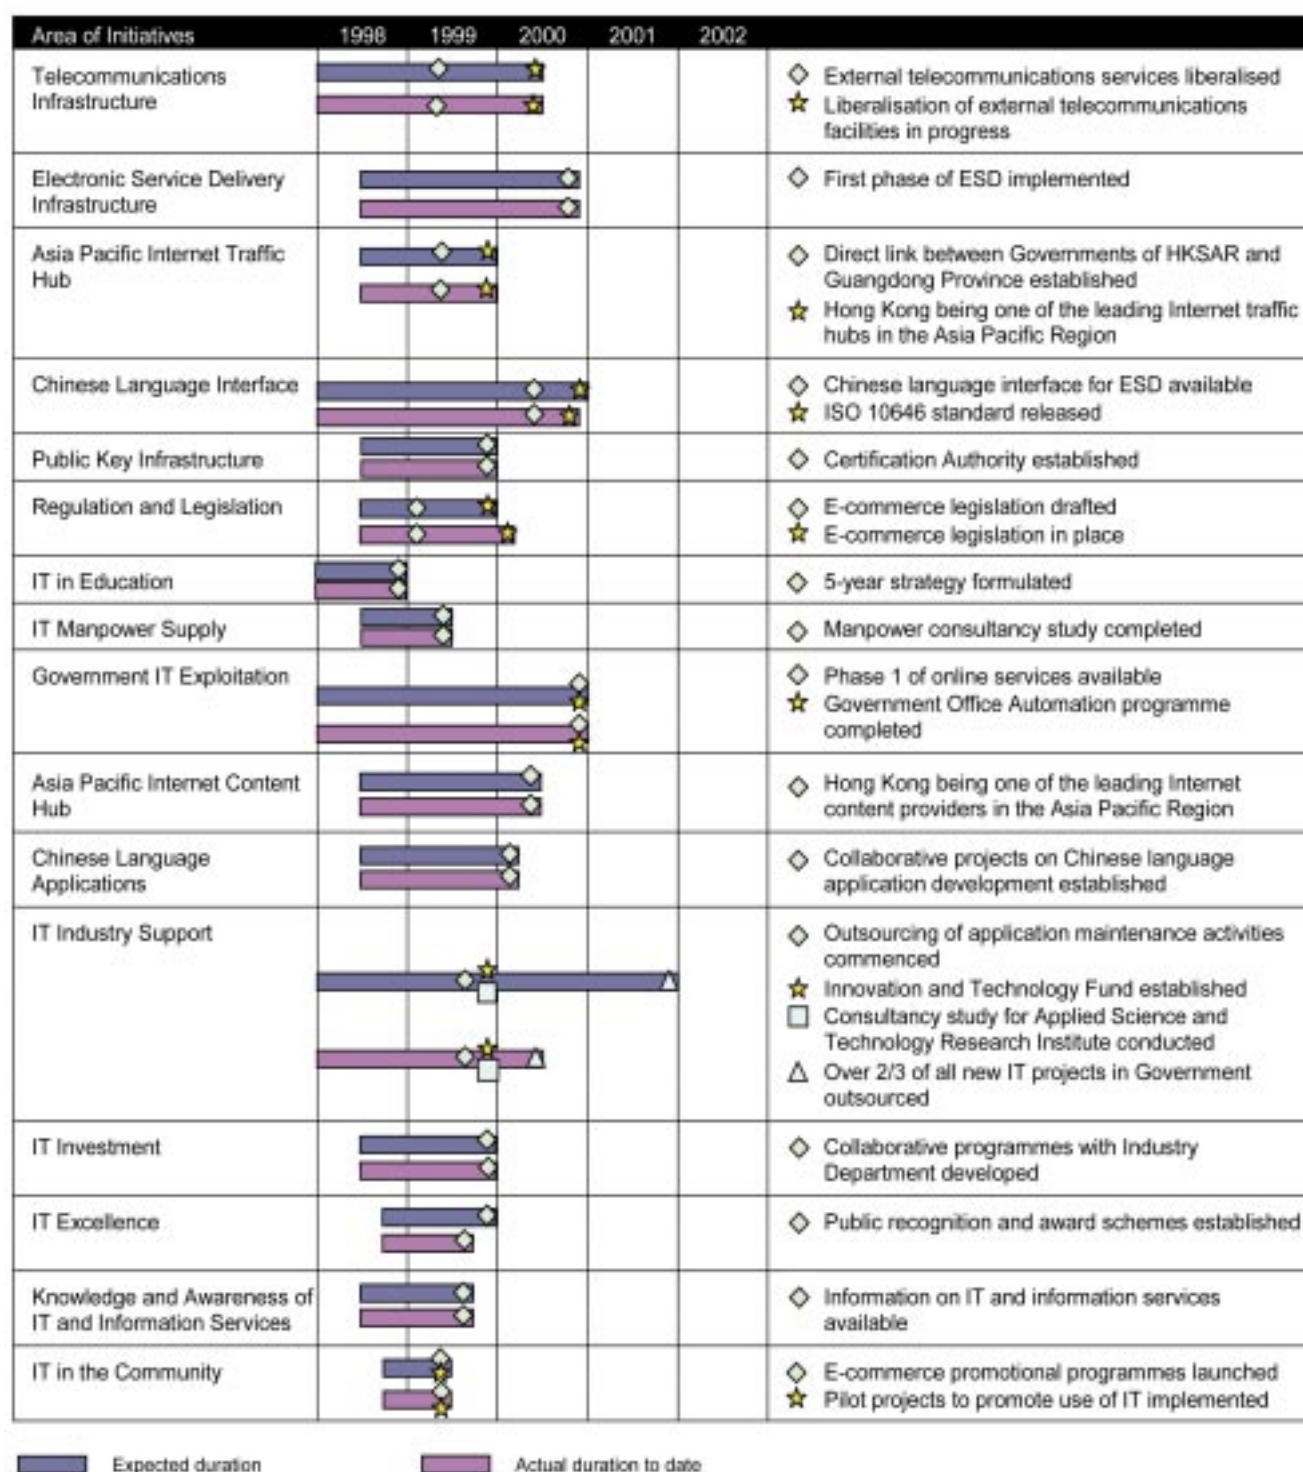 Area of Initiatives 1998 1999 2000 2001 2002
Telecommunications
Infrastructure
External telecommunications services liberalised
Liberalisation of external telecommunications
facilities in progress
Electronic Service Delivery
Infrastructure
First phase of ESD implemented
Asia Pacific Internet Traffic
Hub
Direct link between Governments of HKSAR and
Guangdong Province established
Hong Kong being one of the leading Internet traffic
hubs in the Asia Pacific Region
Chinese Language Interface
Chinese language interface for ESD available
ISO 10646 standard released
Public Key Infrastructure
Certification Authority established
Regulation and Legislation
E-commerce legislation drafted
E-commerce legislation in place
IT in Education
5-year strategy formulated
IT Manpower Supply
Manpower consultancy study completed
Government IT Exploitation
Phase 1 of online services available
Government Office Automation programme
completed
Asia Pacific Internet Content
Hub
Hong Kong being one of the leading Internet
content providers in the Asia Pacific Region
Chinese Language
Applications
Collaborative projects on Chinese language
application development established
IT Industry Support
Outsourcing of application maintenance activities
commenced
Innovation and Technology Fund established
Consultancy study for Applied Science and
Technology Research Institute conducted
Over 2/3 of all new IT projects in Government
outsourced
IT Investment
Collaborative programmes with Industry
Department developed
IT Excellence
Public recognition and award schemes established
Knowledge and Awareness of
IT and Information Services
Information on IT and information services
available
IT in the Community
E-commerce promotional programmes launched
Pilot projects to promote use of IT implemented
Expected duration
Actual duration to date